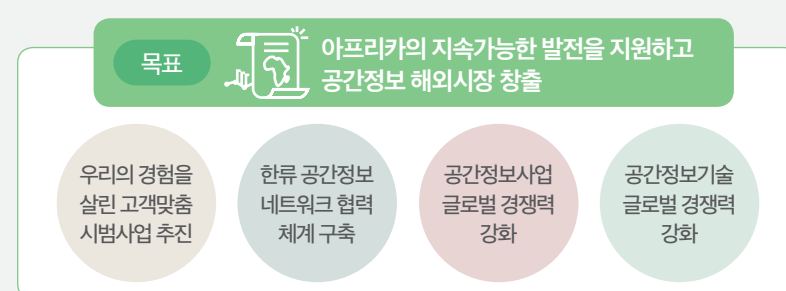 목표
아프리카의 지속가능한 발전을 지원하고
공간정보 해외시장 창출
우리의 경험을
살린 고객맞춤
시범사업 추진
한류 공간정보
네트워크 협력
체계 구축
공간정보사업
글로벌 경쟁력
강화
공간정보기술
글로벌 경쟁력
강화